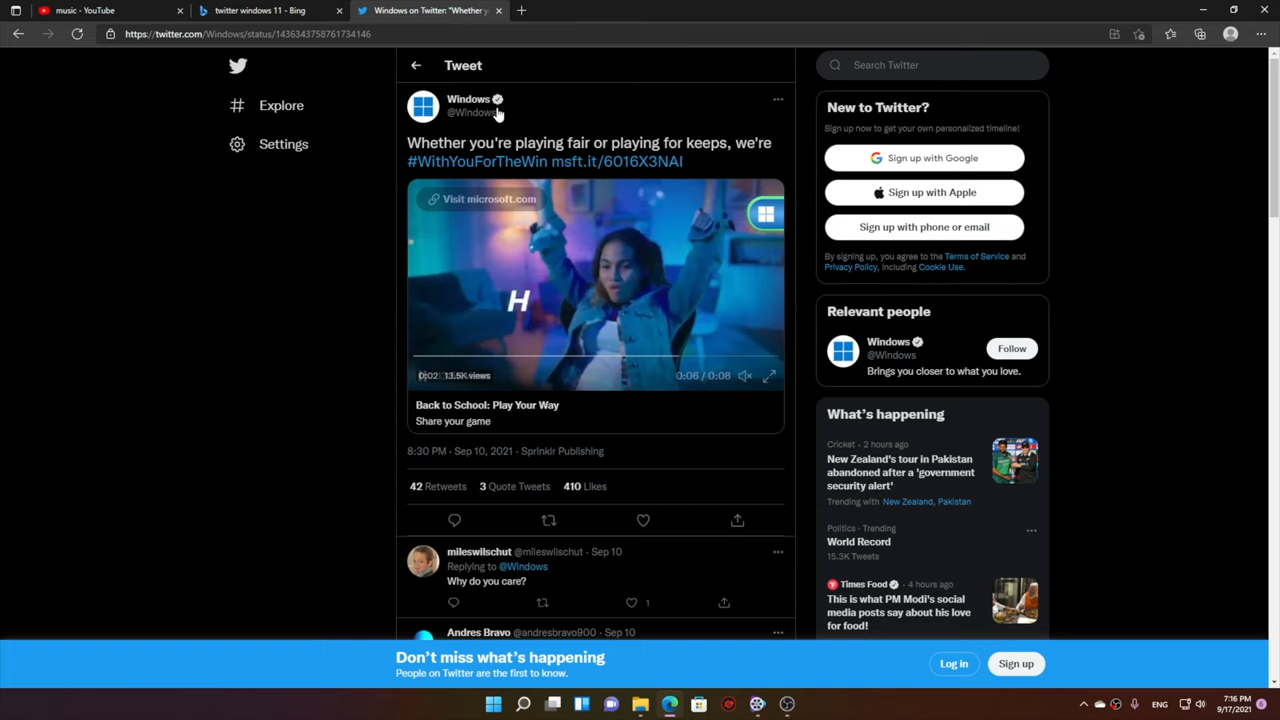 music - YouTube
twitter windows 11 - Bing
Windows on Twitter: "Whether y
https://twitter.com/Windows/status/1436343758761734146
Explore
Settings
Tweet
Windows
@Windows
Whether you're playing fair or playing for keeps, we're
#WithYouForTheWin msft.it/6016X3NAI
Visit microsoft.com
H
0:02 13.5K views
0:06 / 0:08
Back to School: Play Your Way
Share your game
8:30 PM · Sep 10, 2021 · Sprinklr Publishing
42 Retweets 3 Quote Tweets 410 Likes
mileswilschut @mileswilschut · Sep 10
Replying to @Windows
Why do you care?
1
Andres Bravo @andresbravo900 · Sep 10
Search Twitter
New to Twitter?
Sign up now to get your own personalized timeline!
Sign up with Google
Sign up with Apple
Sign up with phone or email
By signing up, you agree to the Terms of Service and
Privacy Policy, including Cookie Use.
Relevant people
Windows
@Windows
Follow
Brings you closer to what you love.
What's happening
Cricket · 2 hours ago
New Zealand's tour in Pakistan
abandoned after a 'government
security alert'
Trending with New Zealand, Pakistan
Politics · Trending
World Record
15.3K Tweets
Times Food · 4 hours ago
This is what PM Modi's social
media posts say about his love
for food!
Don't miss what's happening
People on Twitter are the first to know.
Log in
Sign up
ENG
7:16 PM
9/17/2021
6